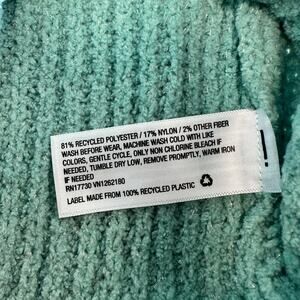 81% RECYCLED POLYESTER / 17% NYLON / 2% OTHER FIBER
WASH BEFORE WEAR, MACHINE WASH COLD WITH LIKE
COLORS, GENTLE CYCLE, ONLY NON CHLORINE BLEACH IF
NEEDED, TUMBLE DRY LOW, REMOVE PROMPTLY, WARM IRON
IF NEEDED
RN17730 VN1262180
LABEL MADE FROM 100% RECYCLED PLASTIC